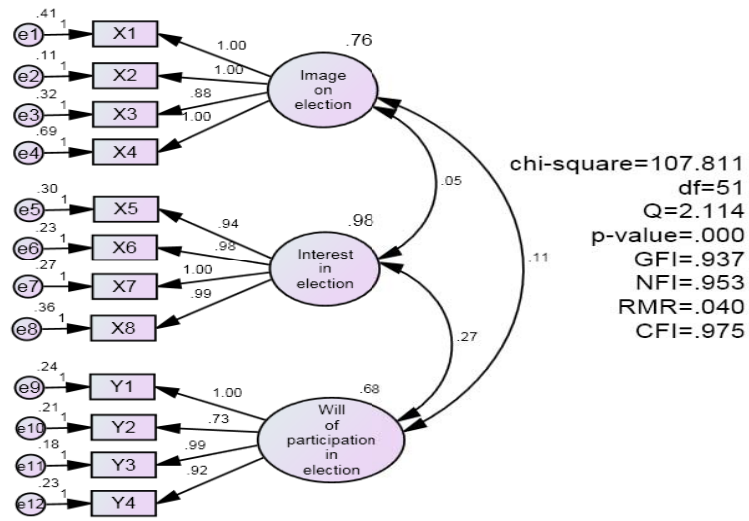 .41
e1 1 X1
.11
e2 1 X2
.32
e3 1 X3
.69
e4 1 X4
1.00
1.00
.88
1.00
.76
Image
on
election
.30
e5 1 X5
.23
e6 1 X6
.27
e7 1 X7
.36
e8 1 X8
.94
.98
1.00
.99
.98
Interest
in
election
.24
e9 1 Y1
.21
e10 1 Y2
.18
e11 1 Y3
.23
e12 1 Y4
1.00
.73
.99
.92
.68
Will
of
participation
in
election
.05
.11
.27
chi-square=107.811
df=51
Q=2.114
p-value=.000
GFI=.937
NFI=.953
RMR=.040
CFI=.975